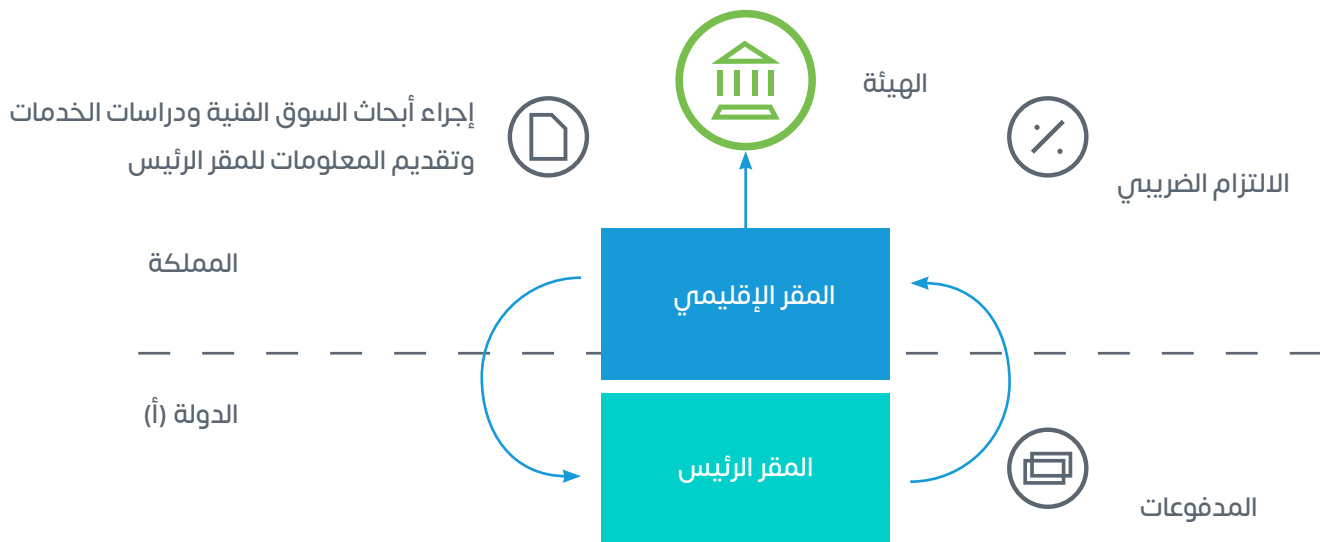 الهيئة
إجراء أبحاث السوق الفنية ودراسات الخدمات
وتقديم المعلومات للمقر الرئيس
الالتزام الضريبي
المملكة
المقر الإقليمي
الدولة (أ)
المقر الرئيس
المدفوعات